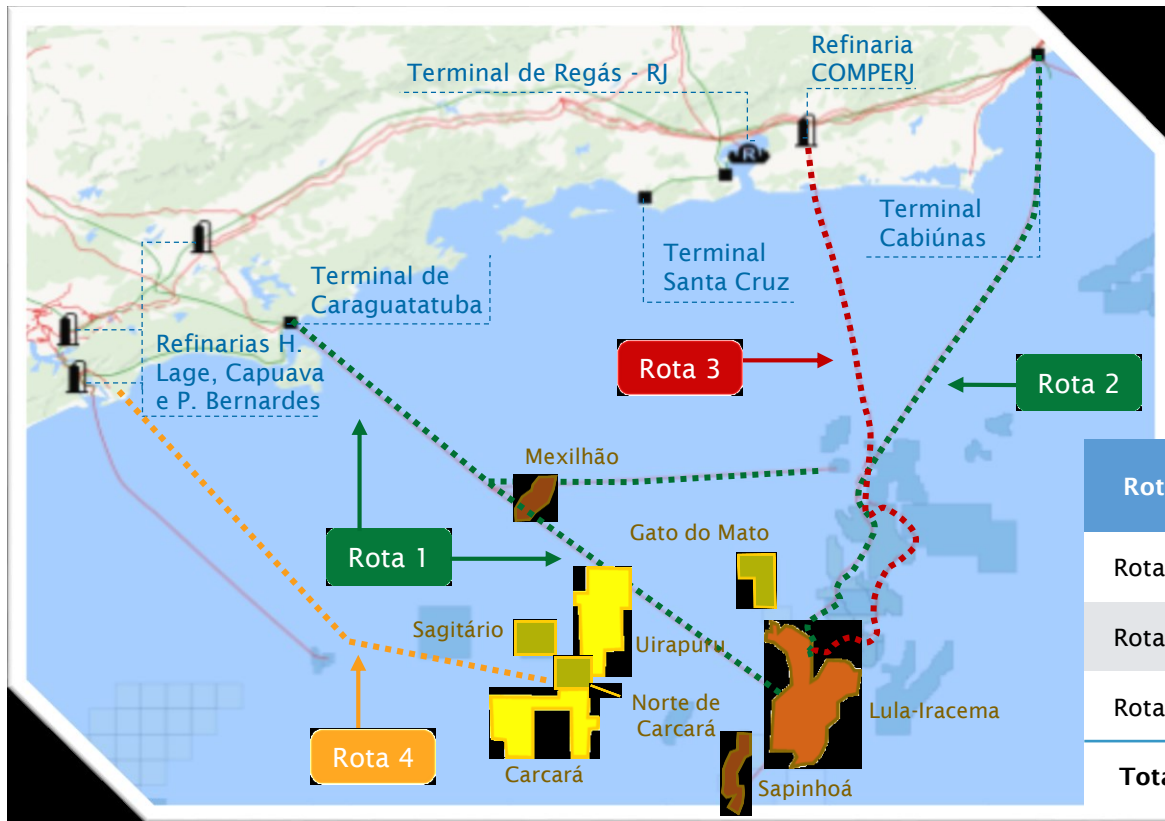 Refinaria
COMPERJ
Terminal de Regás - RJ
R
Terminal
Cabiúnas
Terminal
Santa Cruz
Terminal de
Caraguatatuba
Refinarias H.
Lage, Capuava
e P. Bernardes
Rota 3
Rota 2
Mexilhão
Rota 1
Gato do Mato
Sagitário
Uirapuru
Norte de
Carcará
Lula-Iracema
Rota 4
Carcará
Sapinhoá
Rot
Rota
Rota
Rota
Tota